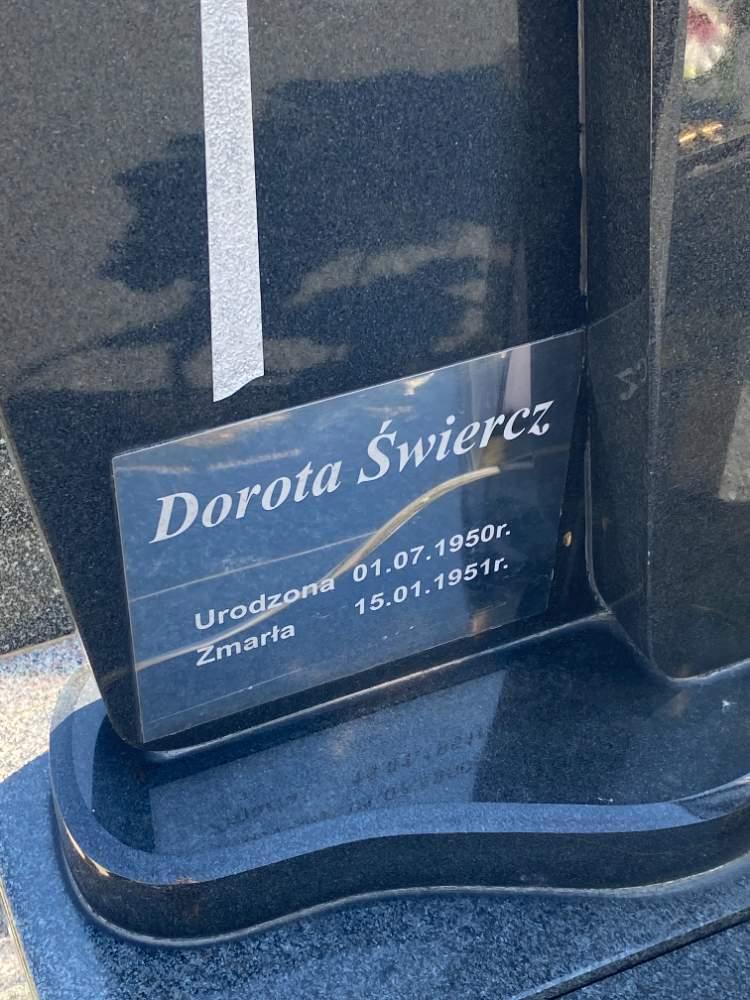 Dorota Świercz
Urodzona 01.07.1950r.
Zmarła 15.01.1951r.